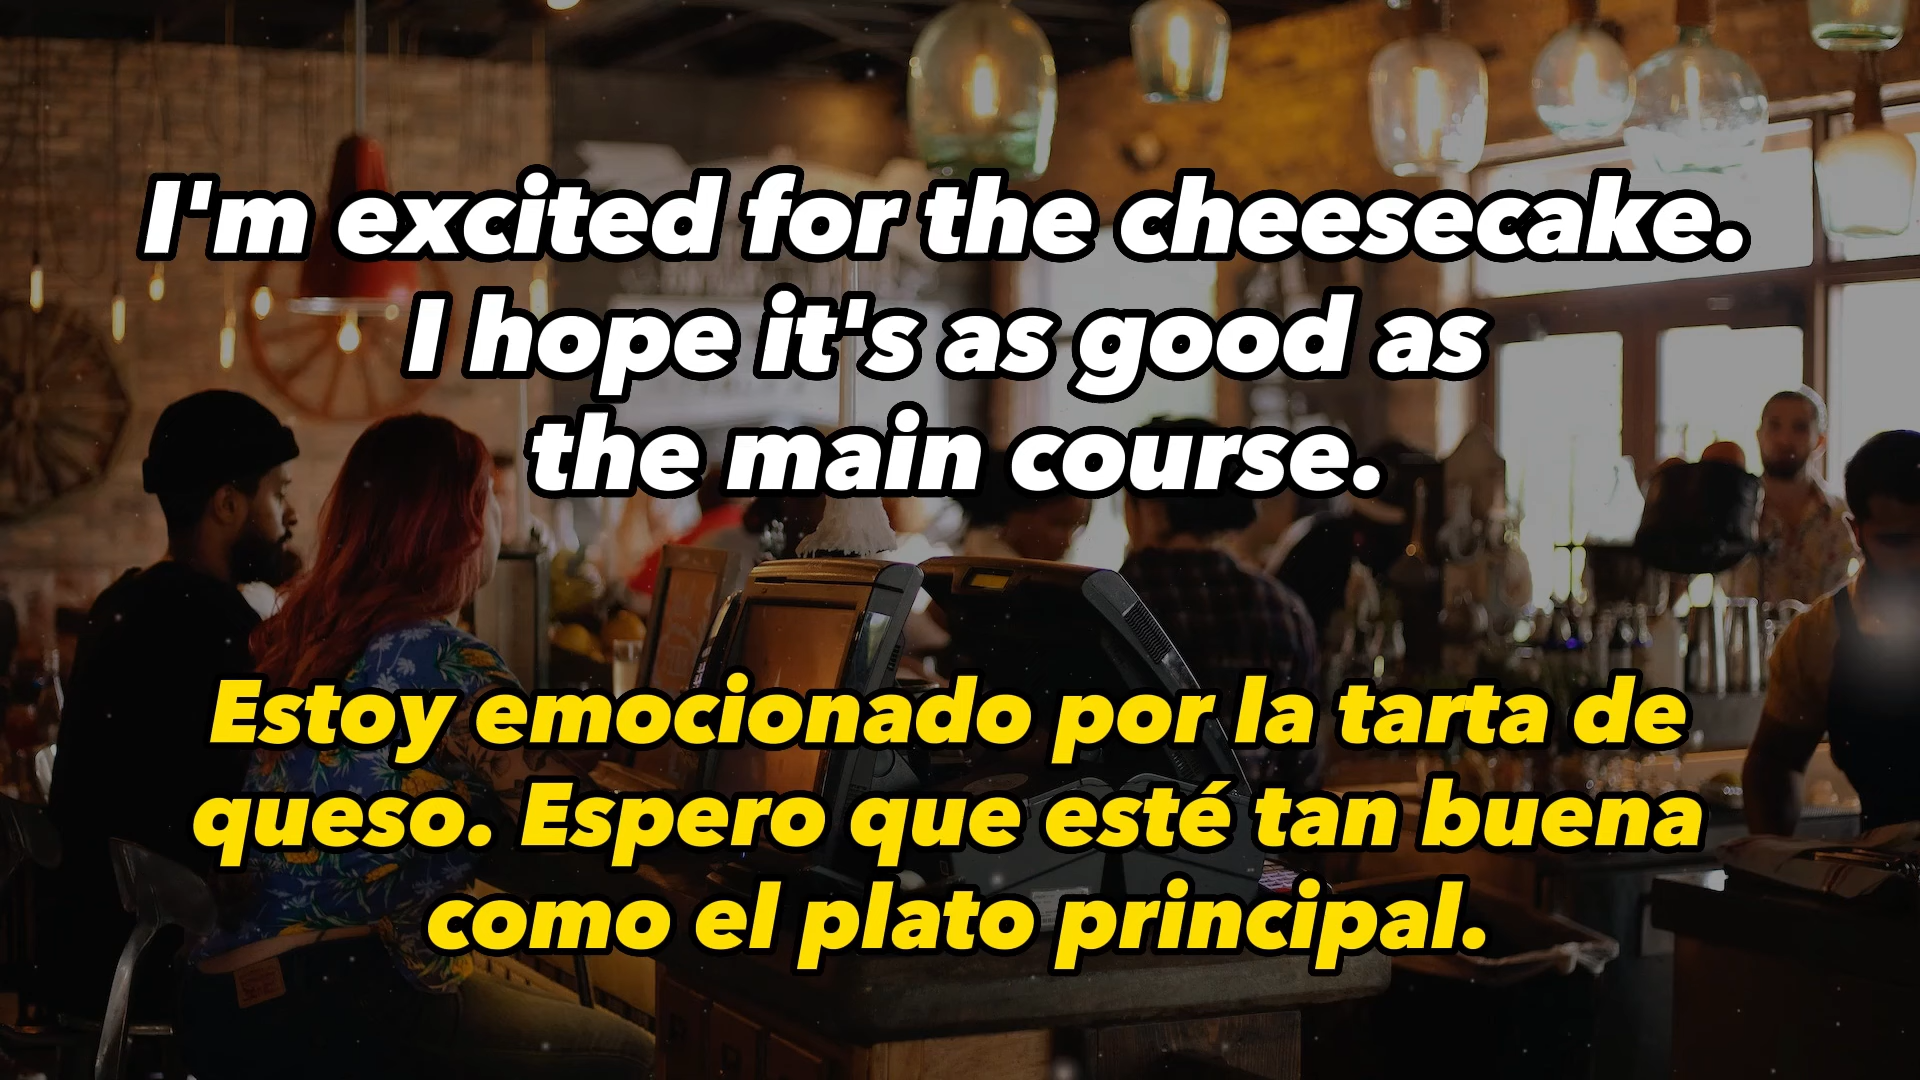 I'm excited for the cheesecake.
I hope it's as good as
the main course.
Estoy emocionado por la tarta de
queso. Espero que esté tan buena
como el plato principal.